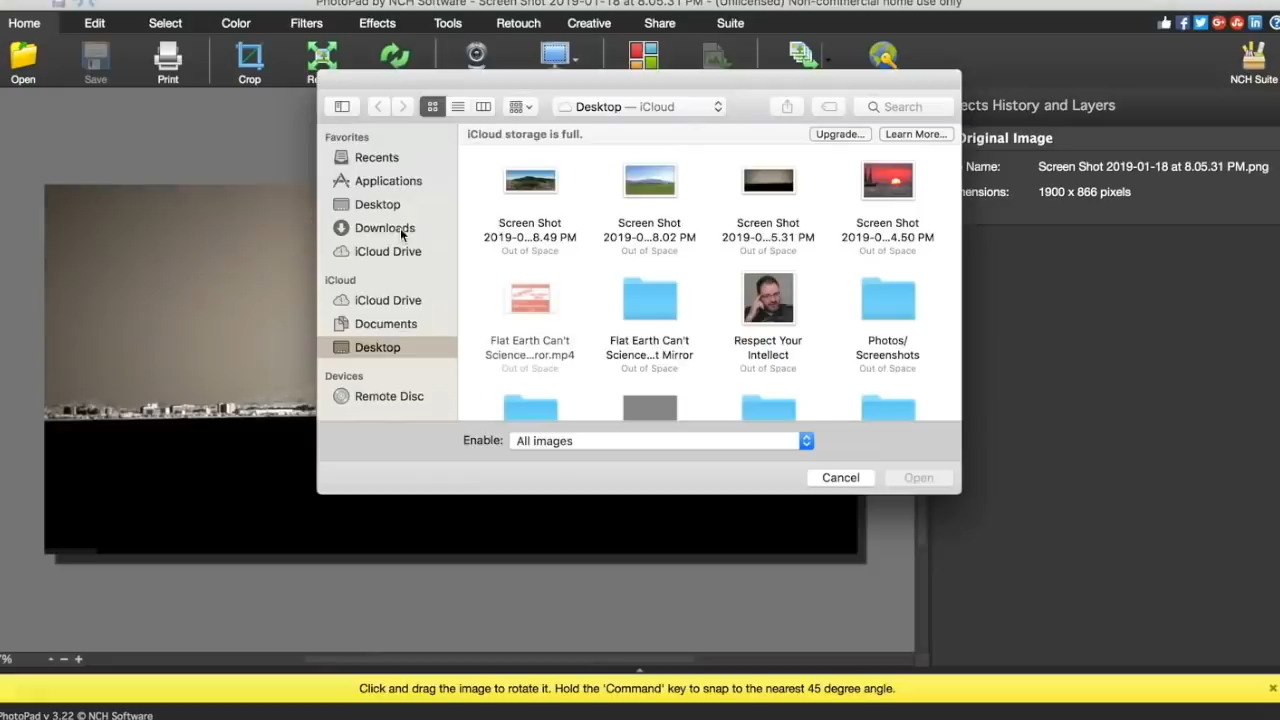 PhotoPad by NCH Software - Screen Shot 2019-01-18 at 8.05.31 PM - (Unlicensed) Non-commercial home use only
Home Edit Select Color Filters Effects Tools Retouch Creative Share Suite
Open Save Print Crop NCH Suite
Desktop — iCloud Search
ects History and Layers
Favorites
Recents
Applications
Desktop
Downloads
iCloud Drive
iCloud
iCloud Drive
Documents
Desktop
Devices
Remote Disc
iCloud storage is full. Upgrade... Learn More...
Screen Shot
2019-0...8.49 PM
Out of Space
Screen Shot
2019-0...8.02 PM
Out of Space
Screen Shot
2019-0...5.31 PM
Out of Space
Screen Shot
2019-0...4.50 PM
Out of Space
Flat Earth Can't
Science...ror.mp4
Out of Space
Flat Earth Can't
Science...t Mirror
Out of Space
Respect Your
Intellect
Out of Space
Photos/
Screenshots
Out of Space
Enable: All images
Cancel Open
Original Image
Name: Screen Shot 2019-01-18 at 8.05.31 PM.png
mensions: 1900 x 866 pixels
Click and drag the image to rotate it. Hold the 'Command' key to snap to the nearest 45 degree angle.
PhotoPad v 3.22 © NCH Software